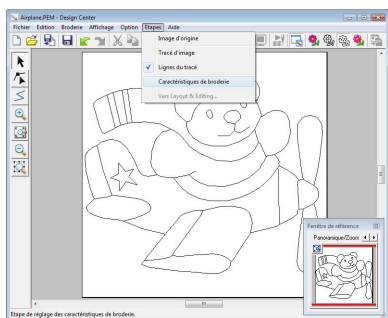 Airplane.PEM - Design Center
Fichier Edition Broderie Affichage Option Etapes Aide
Image d'origine
Tracé d'image
Lignes du tracé
Caractéristiques de broderie
Vers Layout & Editing...
Fenêtre de référence
Panoramique/Zoom
Etape de réglage des caractéristiques de broderie.